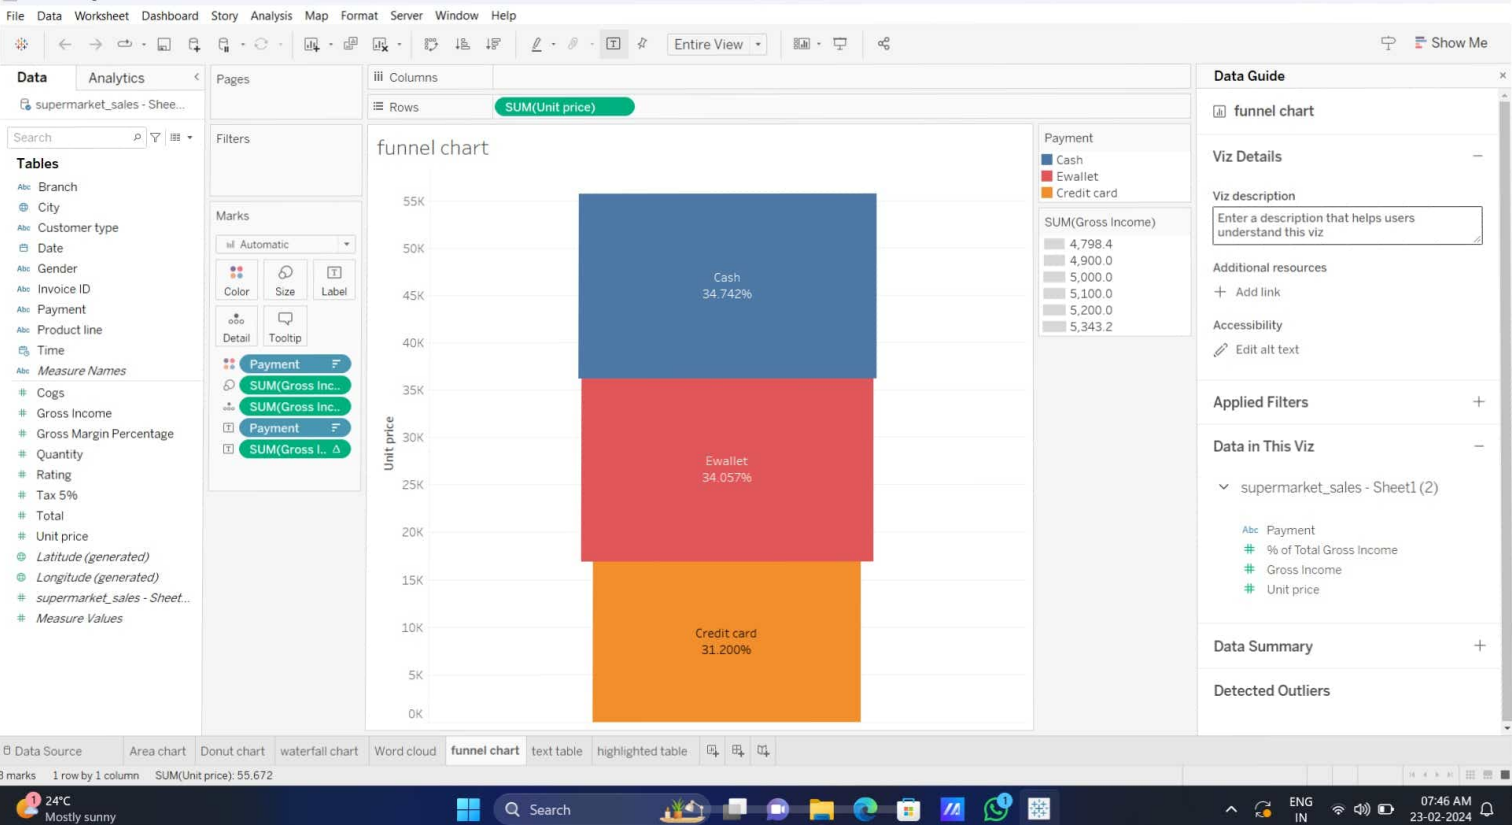 File Data Worksheet Dashboard Story Analysis Map Format Server Window Help
Entire View
Show Me
Data Analytics
supermarket_sales - Shee...
Search
Tables
Abc Branch
City
Abc Customer type
Date
Abc Gender
Abc Invoice ID
Abc Payment
Abc Product line
Time
Abc Measure Names
# Cogs
# Gross Income
# Gross Margin Percentage
# Quantity
# Rating
# Tax 5%
# Total
# Unit price
Latitude (generated)
Longitude (generated)
# supermarket_sales - Sheet...
# Measure Values
Pages
Filters
Marks
Automatic
Color Size Label
Detail Tooltip
Payment
SUM(Gross Inc..
SUM(Gross Inc..
Payment
SUM(Gross I.. Δ
Columns
Rows SUM(Unit price)
funnel chart
55K
50K
45K
40K
35K
30K
25K
20K
15K
10K
5K
0K
Unit price
Cash
34.742%
Ewallet
34.057%
Credit card
31.200%
Payment
Cash
Ewallet
Credit card
SUM(Gross Income)
4,798.4
4,900.0
5,000.0
5,100.0
5,200.0
5,343.2
Data Guide
funnel chart
Viz Details
Viz description
Enter a description that helps users
understand this viz
Additional resources
+ Add link
Accessibility
Edit alt text
Applied Filters
Data in This Viz
supermarket_sales - Sheet1 (2)
Abc Payment
# % of Total Gross Income
# Gross Income
# Unit price
Data Summary
Detected Outliers
Data Source Area chart Donut chart waterfall chart Word cloud funnel chart text table highlighted table
3 marks 1 row by 1 column SUM(Unit price): 55,672
1
24°C
Mostly sunny
Search
1
ENG
IN
07:46 AM
23-02-2024